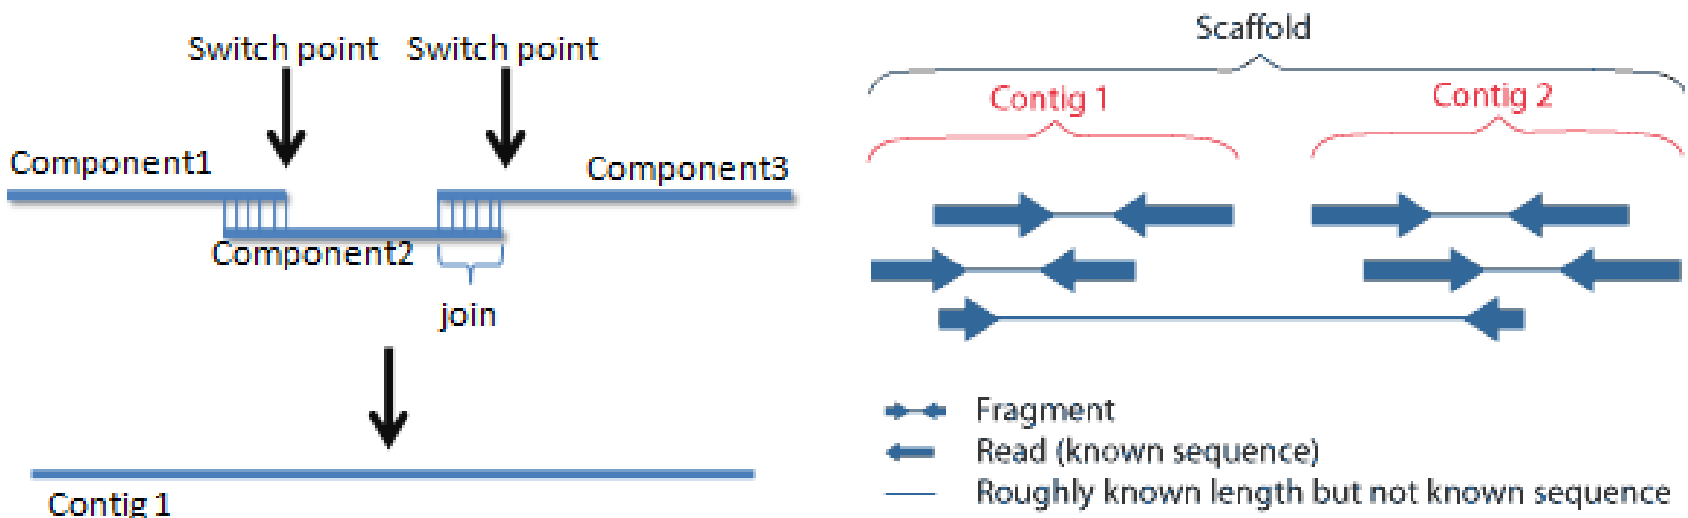 Switch point
Switch point
Component1
Component3
Component2
join
Contig 1
Scaffold
Contig 1
Contig 2
Fragment
Read (known sequence)
Roughly known length but not known sequence